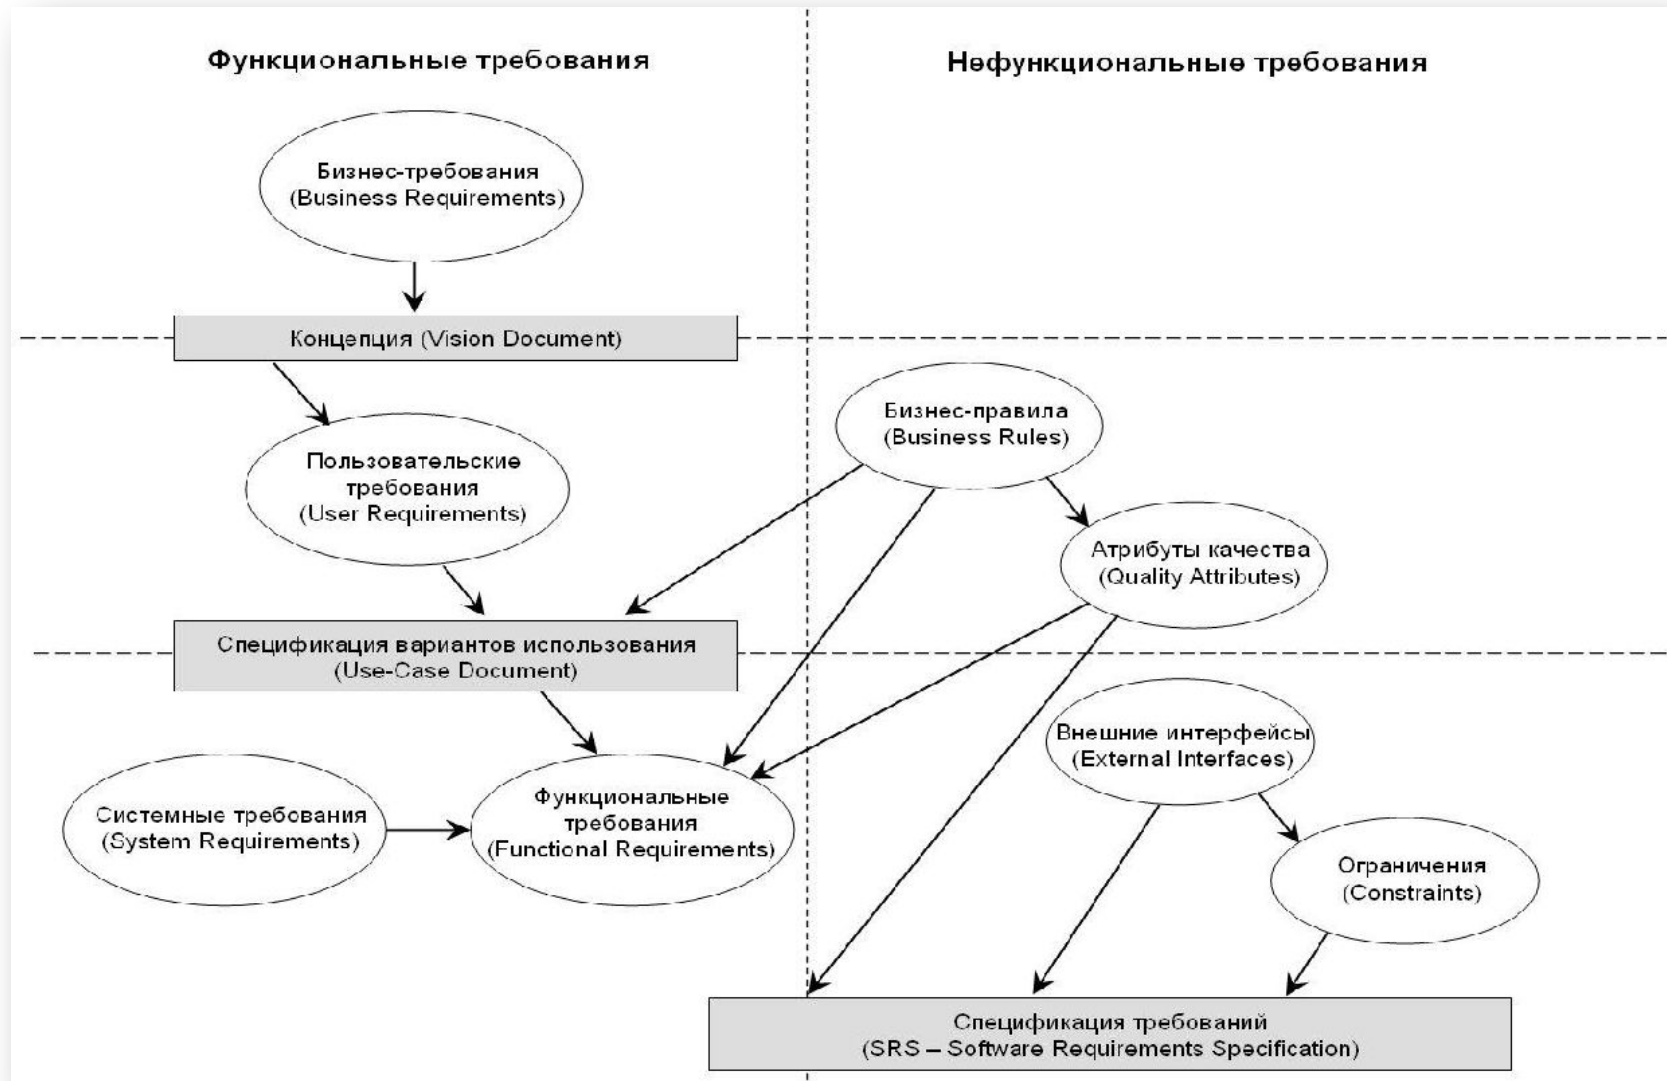 Функциональные требования
Нефункциональные требования
Бизнес-требования
(Business Requirements)
Концепция (Vision Document)
Бизнес-правила
(Business Rules)
Пользовательские
требования
(User Requirements)
Атрибуты качества
(Quality Attributes)
Спецификация вариантов использования
(Use-Case Document)
Внешние интерфейсы
(External Interfaces)
Системные требования
(System Requirements)
Функциональные
требования
(Functional Requirements)
Ограничения
(Constraints)
Спецификация требований
(SRS – Software Requirements Specification)